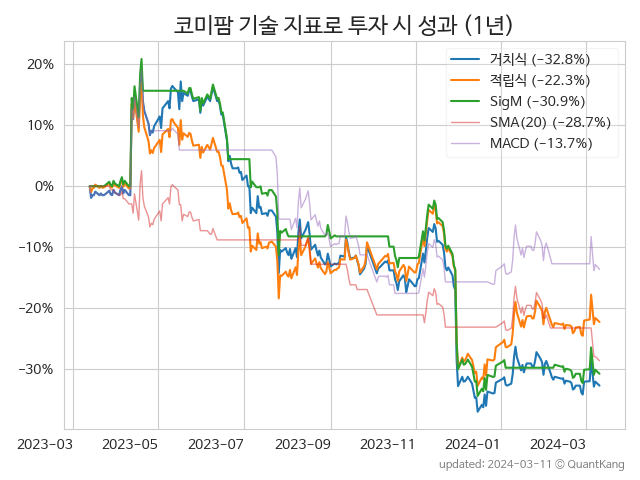 코미팜 기술 지표로 투자 시 성과 (1년)
거치식 (−32.8%)
적립식 (−22.3%)
SigM (−30.9%)
SMA(20) (−28.7%)
MACD (−13.7%)
20%
10%
0%
−10%
−20%
−30%
2023-03
2023-05
2023-07
2023-09
2023-11
2024-01
2024-03
updated: 2024-03-11 © QuantKang